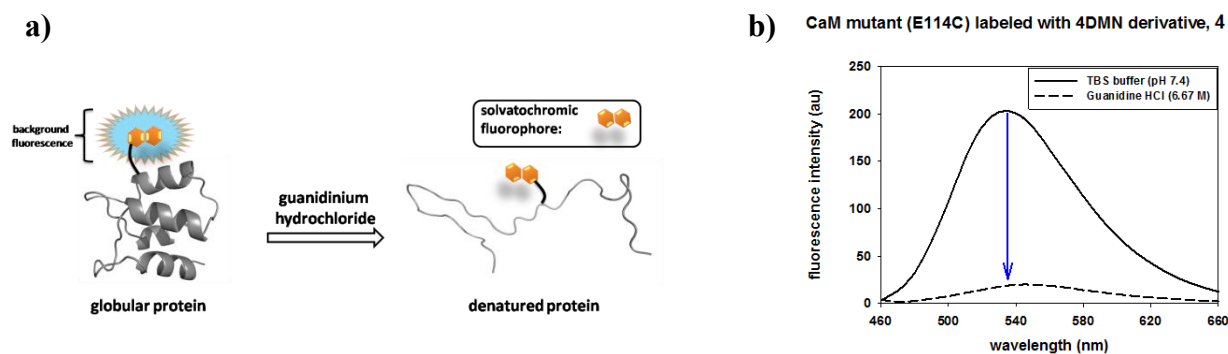 a)
background
fluorescence
solvatochromic
fluorophore:
guanidinium
hydrochloride
globular protein
denatured protein
b)
CaM mutant (E114C) labeled with 4DMN derivative, 4
TBS buffer (pH 7.4)
Guanidine HCl (6.67 M)
fluorescence intensity (au)
250
200
150
100
50
0
460 500 540 580 620 660
wavelength (nm)